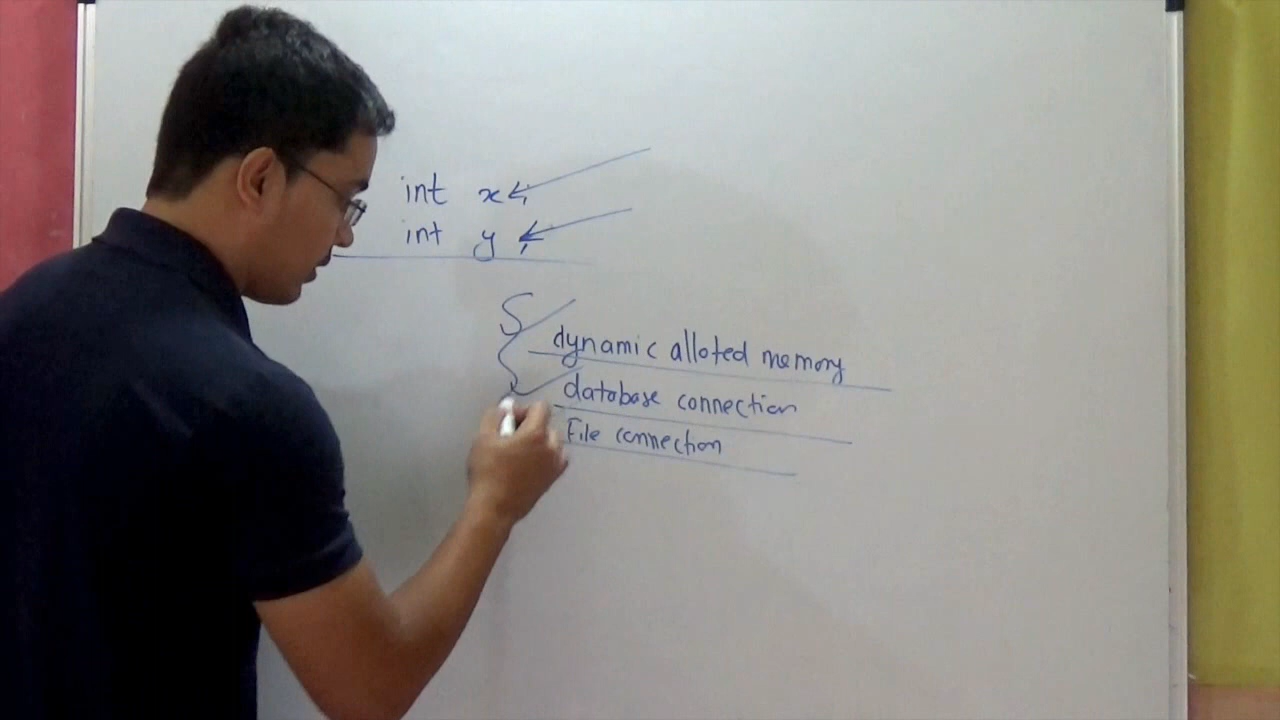 int x,
int y,
dynamic alloted memory
database connection
File connection